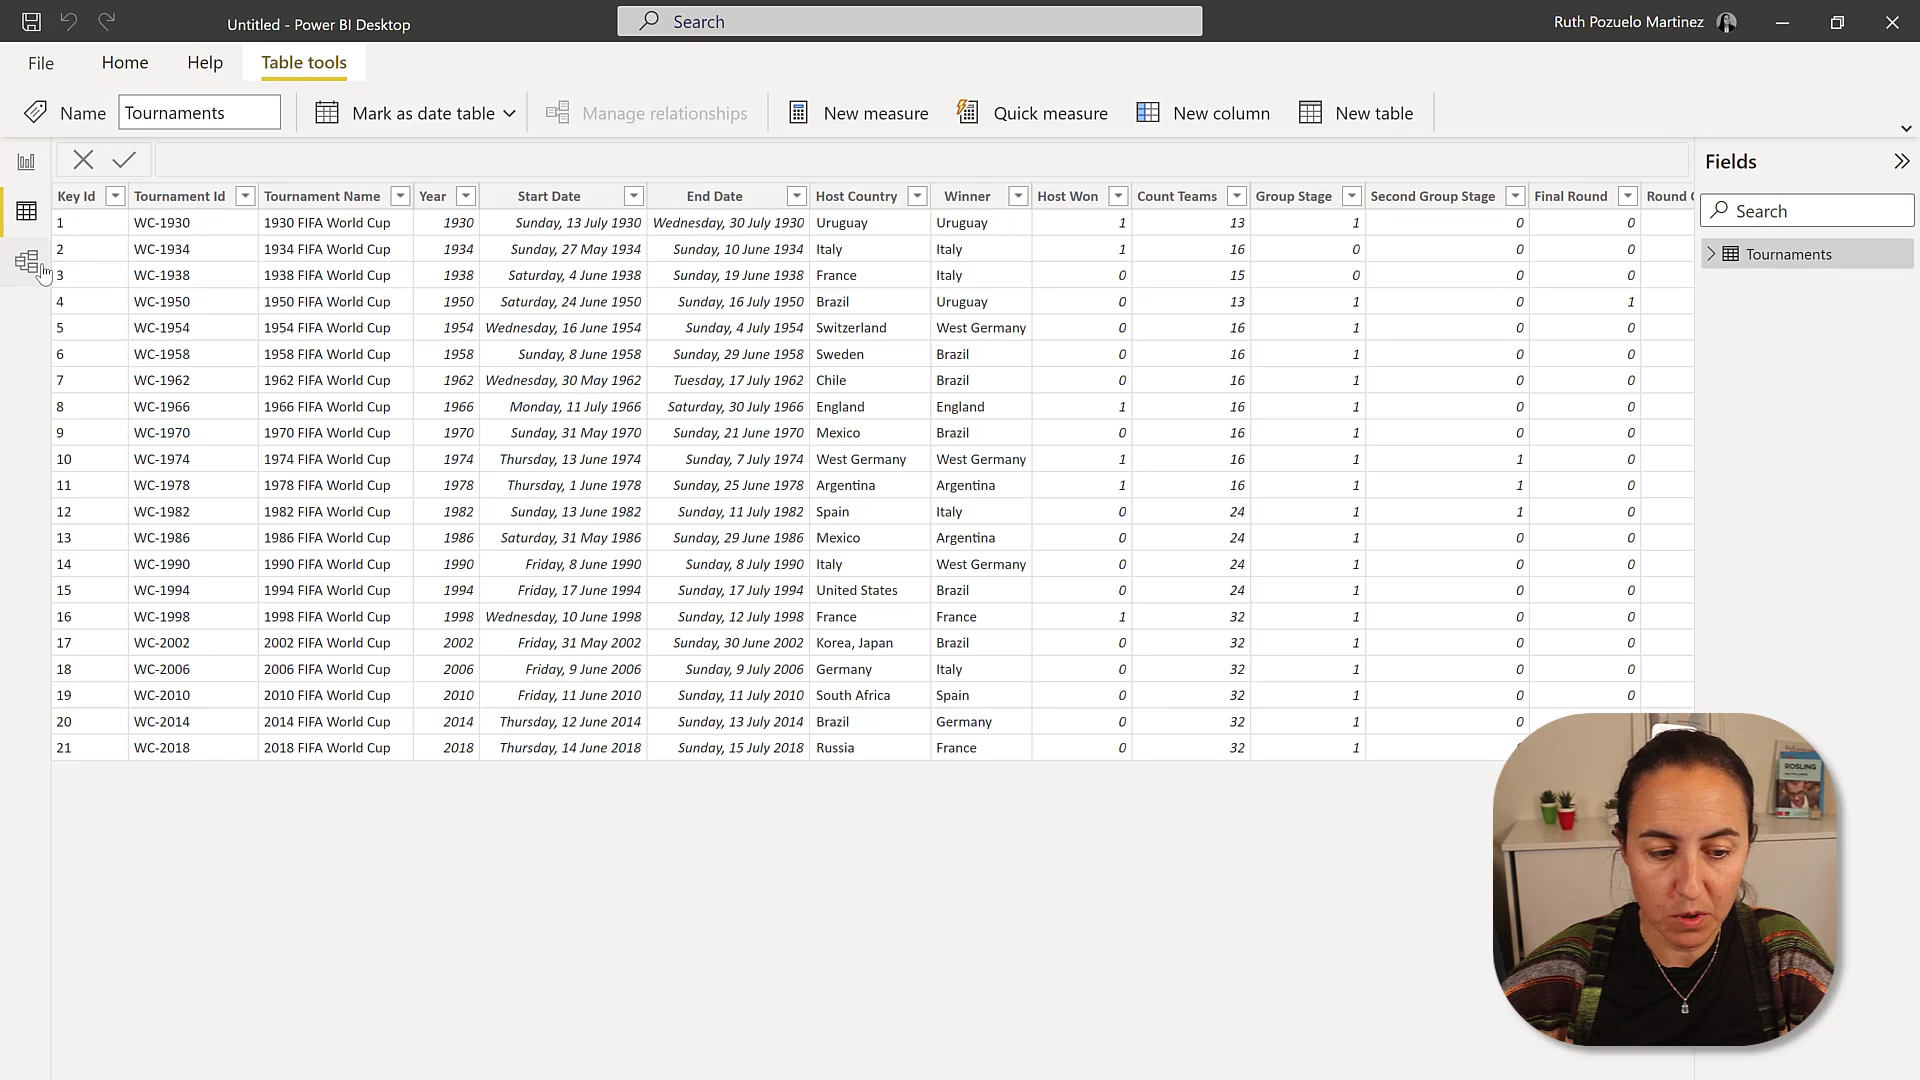 Untitled - Power BI Desktop
Search
Ruth Pozuelo Martinez
File
Home
Help
Table tools
Name
Tournaments
Mark as date table
Manage relationships
New measure
Quick measure
New column
New table
Fields
Search
Tournaments
Key Id Tournament Id Tournament Name Year Start Date End Date Host Country Winner Host Won Count Teams Group Stage Second Group Stage Final Round Round
1 WC-1930 1930 FIFA World Cup 1930 Sunday, 13 July 1930 Wednesday, 30 July 1930 Uruguay Uruguay 1 13 1 0 0
2 WC-1934 1934 FIFA World Cup 1934 Sunday, 27 May 1934 Sunday, 10 June 1934 Italy Italy 1 16 0 0 0
3 WC-1938 1938 FIFA World Cup 1938 Saturday, 4 June 1938 Sunday, 19 June 1938 France Italy 0 15 0 0 0
4 WC-1950 1950 FIFA World Cup 1950 Saturday, 24 June 1950 Sunday, 16 July 1950 Brazil Uruguay 0 13 1 0 1
5 WC-1954 1954 FIFA World Cup 1954 Wednesday, 16 June 1954 Sunday, 4 July 1954 Switzerland West Germany 0 16 1 0 0
6 WC-1958 1958 FIFA World Cup 1958 Sunday, 8 June 1958 Sunday, 29 June 1958 Sweden Brazil 0 16 1 0 0
7 WC-1962 1962 FIFA World Cup 1962 Wednesday, 30 May 1962 Tuesday, 17 July 1962 Chile Brazil 0 16 1 0 0
8 WC-1966 1966 FIFA World Cup 1966 Monday, 11 July 1966 Saturday, 30 July 1966 England England 1 16 1 0 0
9 WC-1970 1970 FIFA World Cup 1970 Sunday, 31 May 1970 Sunday, 21 June 1970 Mexico Brazil 0 16 1 0 0
10 WC-1974 1974 FIFA World Cup 1974 Thursday, 13 June 1974 Sunday, 7 July 1974 West Germany West Germany 1 16 1 1 0
11 WC-1978 1978 FIFA World Cup 1978 Thursday, 1 June 1978 Sunday, 25 June 1978 Argentina Argentina 1 16 1 1 0
12 WC-1982 1982 FIFA World Cup 1982 Sunday, 13 June 1982 Sunday, 11 July 1982 Spain Italy 0 24 1 1 0
13 WC-1986 1986 FIFA World Cup 1986 Saturday, 31 May 1986 Sunday, 29 June 1986 Mexico Argentina 0 24 1 0 0
14 WC-1990 1990 FIFA World Cup 1990 Friday, 8 June 1990 Sunday, 8 July 1990 Italy West Germany 0 24 1 0 0
15 WC-1994 1994 FIFA World Cup 1994 Friday, 17 June 1994 Sunday, 17 July 1994 United States Brazil 0 24 1 0 0
16 WC-1998 1998 FIFA World Cup 1998 Wednesday, 10 June 1998 Sunday, 12 July 1998 France France 1 32 1 0 0
17 WC-2002 2002 FIFA World Cup 2002 Friday, 31 May 2002 Sunday, 30 June 2002 Korea, Japan Brazil 0 32 1 0 0
18 WC-2006 2006 FIFA World Cup 2006 Friday, 9 June 2006 Sunday, 9 July 2006 Germany Italy 0 32 1 0 0
19 WC-2010 2010 FIFA World Cup 2010 Friday, 11 June 2010 Sunday, 11 July 2010 South Africa Spain 0 32 1 0 0
20 WC-2014 2014 FIFA World Cup 2014 Thursday, 12 June 2014 Sunday, 13 July 2014 Brazil Germany 0 32 1 0
21 WC-2018 2018 FIFA World Cup 2018 Thursday, 14 June 2018 Sunday, 15 July 2018 Russia France 0 32 1
ROSLING